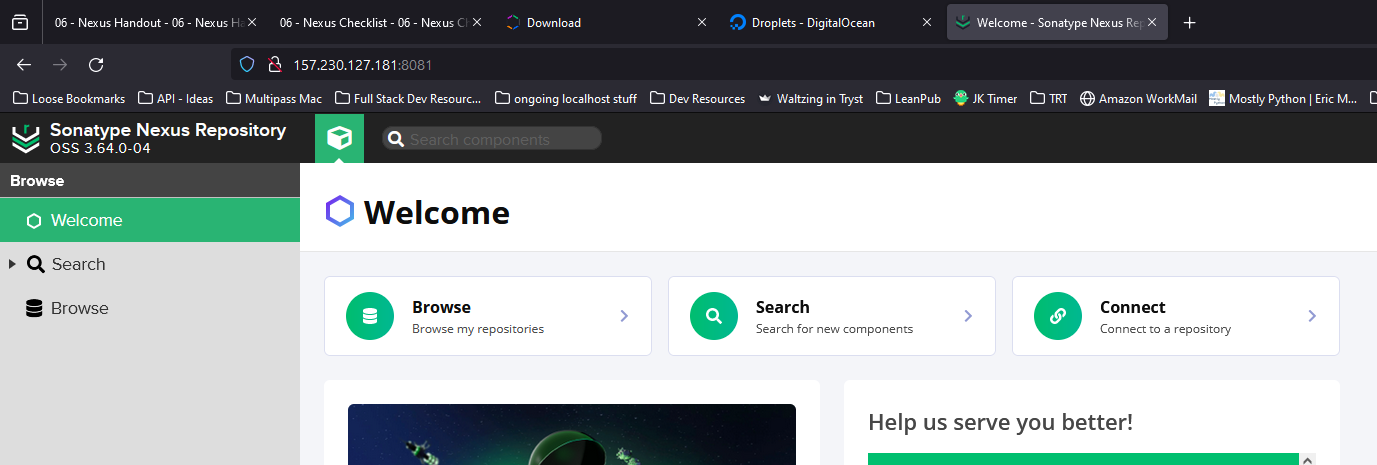 06 - Nexus Handout - 06 - Nexus Ha
06 - Nexus Checklist - 06 - Nexus Ch
Download
Droplets - DigitalOcean
Welcome - Sonatype Nexus Rep
157.230.127.181:8081
Loose Bookmarks
API - Ideas
Multipass Mac
Full Stack Dev Resourc...
ongoing localhost stuff
Dev Resources
Waltzing in Tryst
LeanPub
JK Timer
TRT
Amazon WorkMail
Mostly Python | Eric M...
Sonatype Nexus Repository
OSS 3.64.0-04
Search components
Browse
Welcome
Search
Browse
Welcome
Browse
Browse my repositories
Search
Search for new components
Connect
Connect to a repository
Help us serve you better!